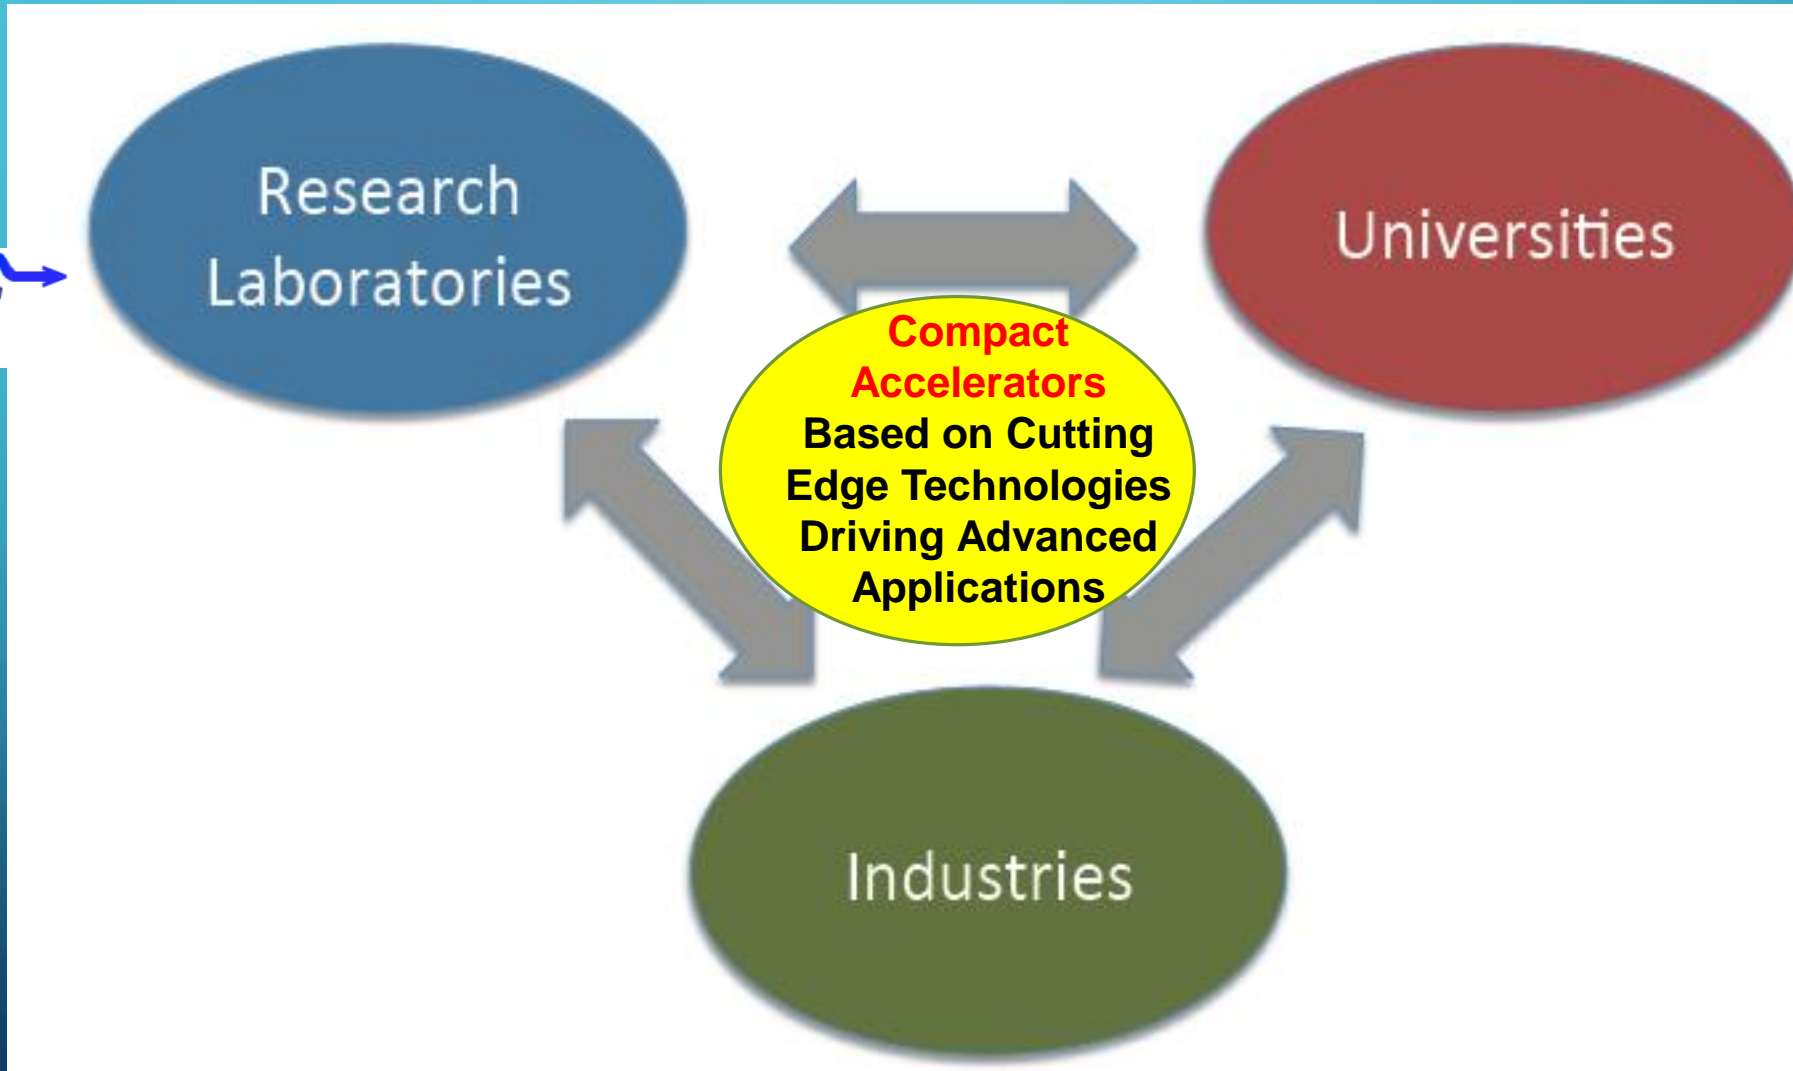 Research
Laboratories
Universities
Compact
Accelerators
Based on Cutting
Edge Technologies
Driving Advanced
Applications
Industries